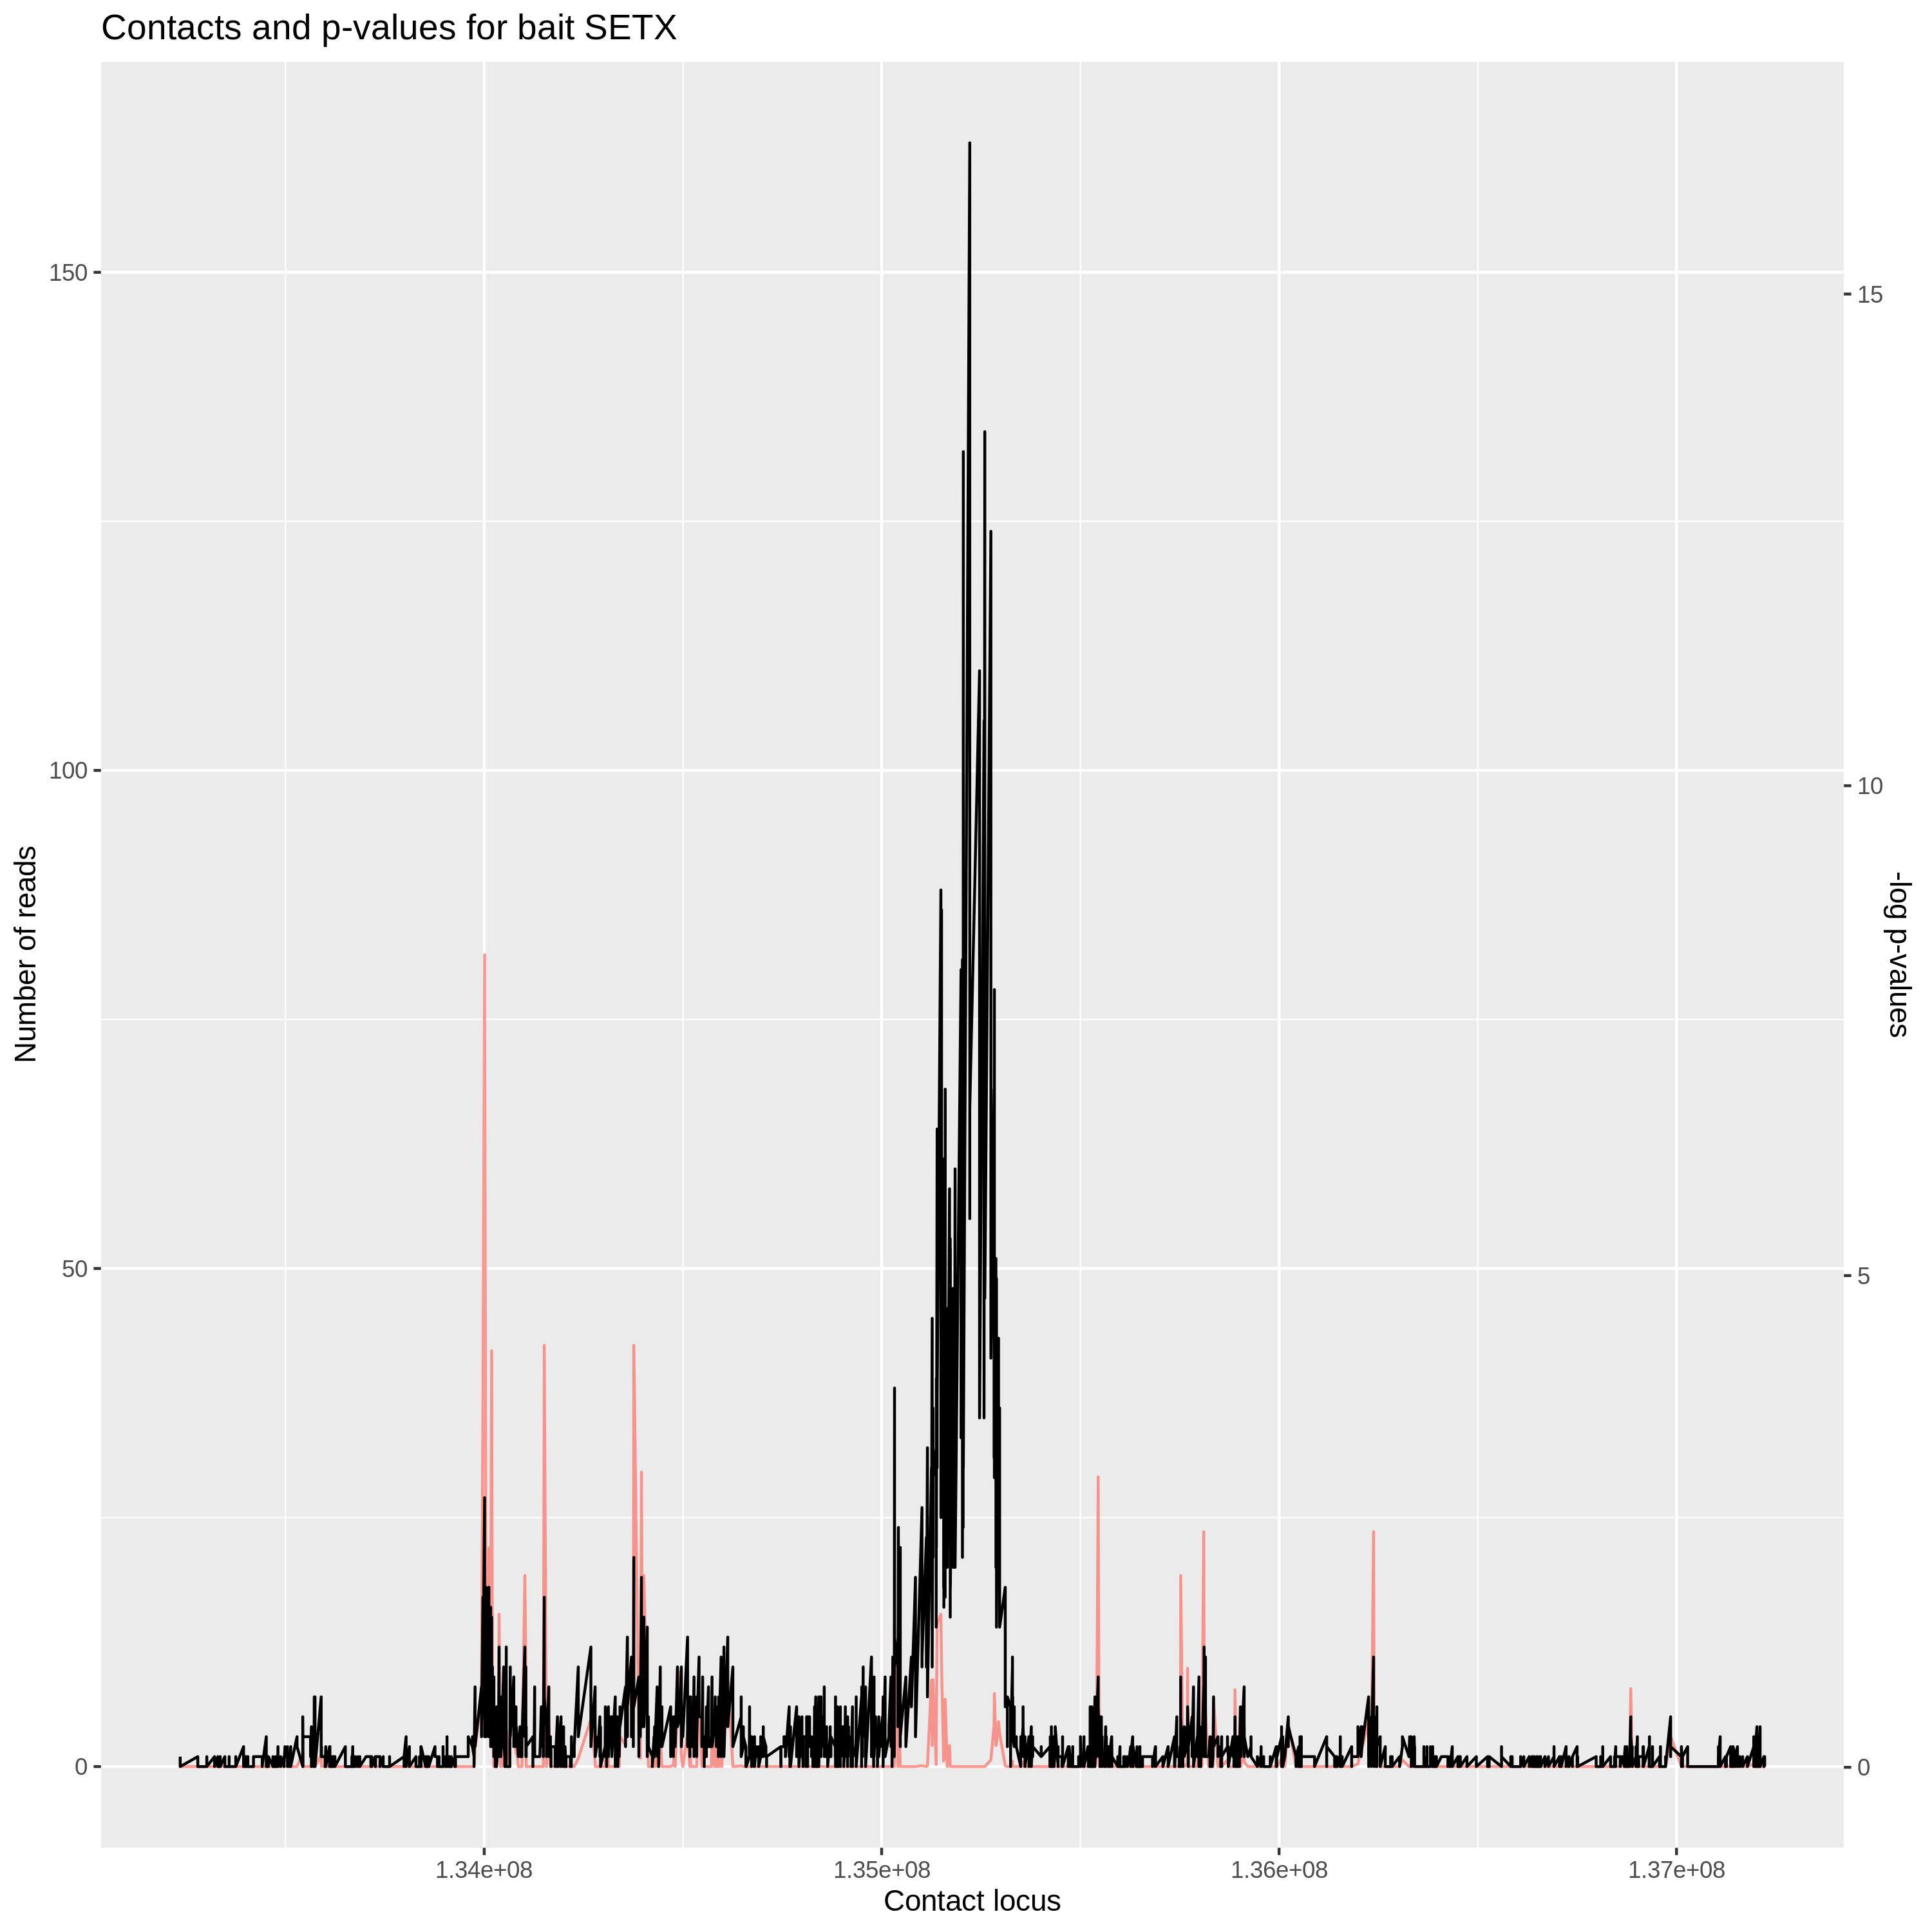 Contacts and p-values for bait SETX
150
100
50
0
Number of reads
15
10
5
0
-log p-values
1.34e+08
1.35e+08
1.36e+08
1.37e+08
Contact locus